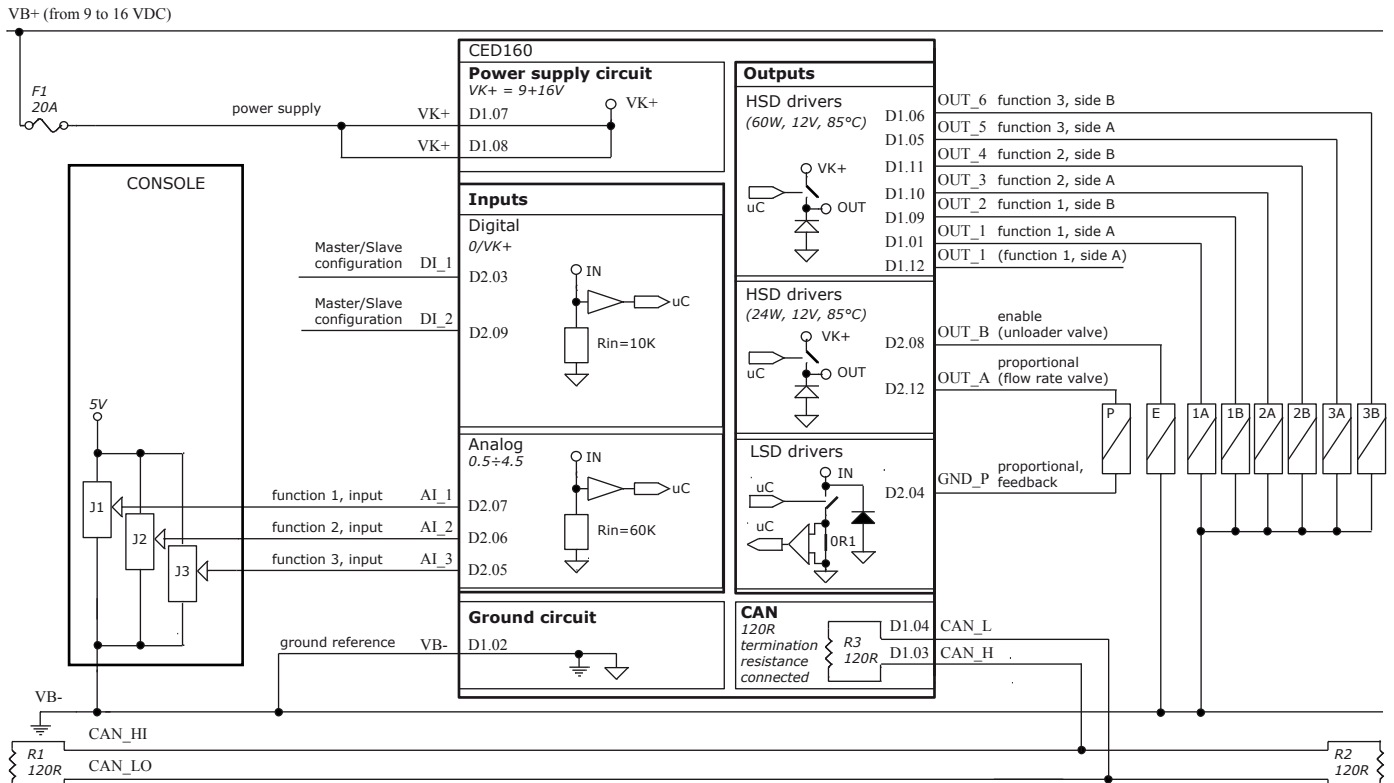 VB+ (from 9 to 16 VDC)
F1
20A
power supply
VK+
VK+
CED160
Power supply circuit
VK+ = 9÷16V
D1.07
D1.08
VK+
CONSOLE
5V
J1
J2
J3
Inputs
Digital
0/VK+
Master/Slave
configuration DI_1
D2.03
Master/Slave
configuration DI_2
D2.09
IN
uC
Rin=10K
Analog
0.5÷4.5
IN
uC
Rin=60K
function 1, input AI_1
D2.07
function 2, input AI_2
D2.06
function 3, input AI_3
D2.05
Ground circuit
ground reference VB- D1.02
Outputs
HSD drivers
(60W, 12V, 85°C)
VK+
uC
OUT
D1.06
D1.05
D1.11
D1.10
D1.09
D1.01
D1.12
OUT_6 function 3, side B
OUT_5 function 3, side A
OUT_4 function 2, side B
OUT_3 function 2, side A
OUT_2 function 1, side B
OUT_1 function 1, side A
OUT_1 (function 1, side A)
HSD drivers
(24W, 12V, 85°C)
VK+
uC
OUT
D2.08
D2.12
enable
OUT_B (unloader valve)
proportional
OUT_A (flow rate valve)
P
E
1A
1B
2A
2B
3A
3B
LSD drivers
IN
uC
uC
0R1
D2.04
GND_P proportional,
feedback
CAN
120R
termination
resistance
connected
R3
120R
D1.04 CAN_L
D1.03 CAN_H
VB-
CAN_HI
R1
120R
CAN_LO
R2
120R